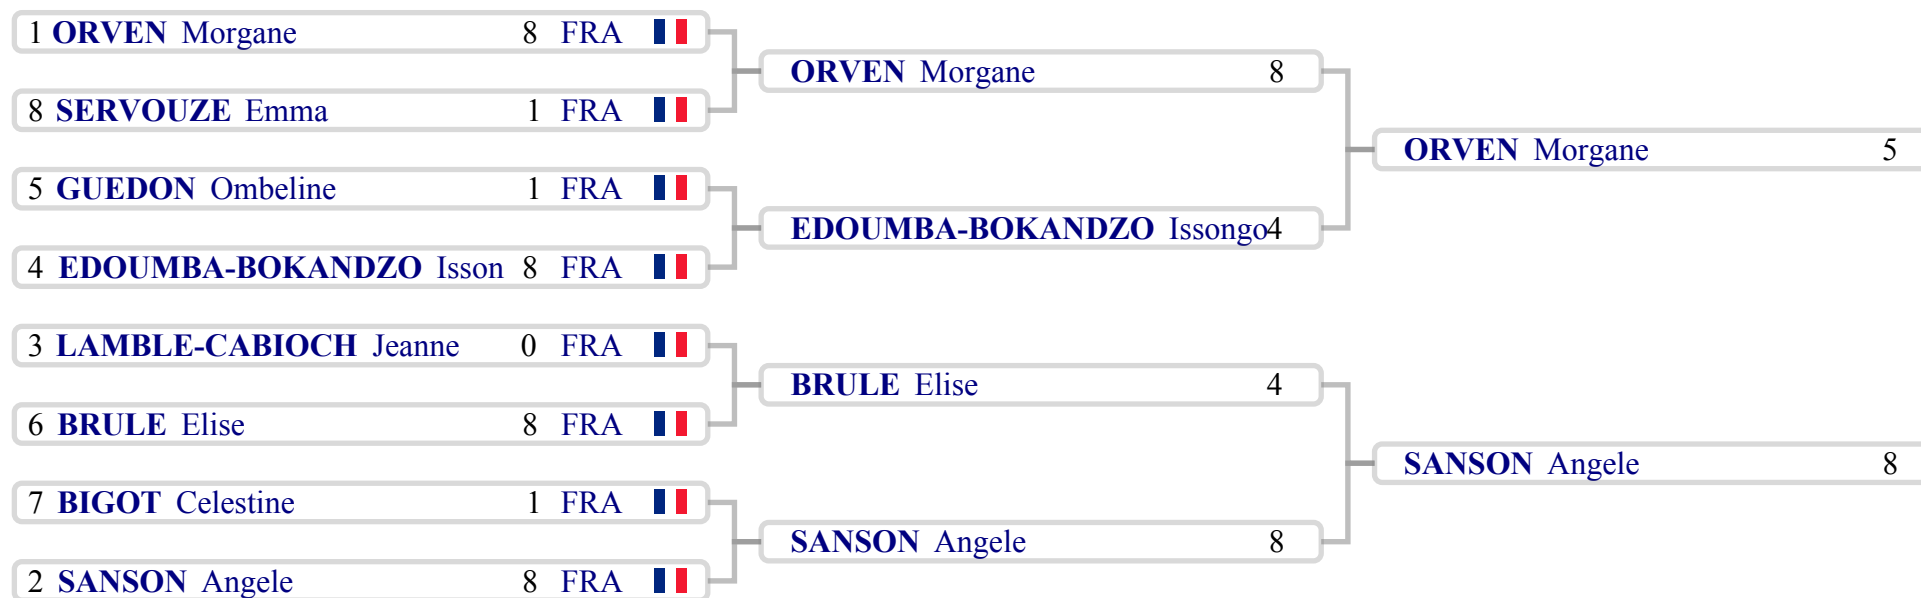 1 ORVEN Morgane 8 FRA
8 SERVOUZE Emma 1 FRA
5 GUEDON Ombeline 1 FRA
4 EDOUMBA-BOKANDZO Isson 8 FRA
3 LAMBLE-CABIOCH Jeanne 0 FRA
6 BRULE Elise 8 FRA
7 BIGOT Celestine 1 FRA
2 SANSON Angele 8 FRA
ORVEN Morgane 8
EDOUMBA-BOKANDZO Issongo4
BRULE Elise 4
SANSON Angele 8
ORVEN Morgane 5
SANSON Angele 8